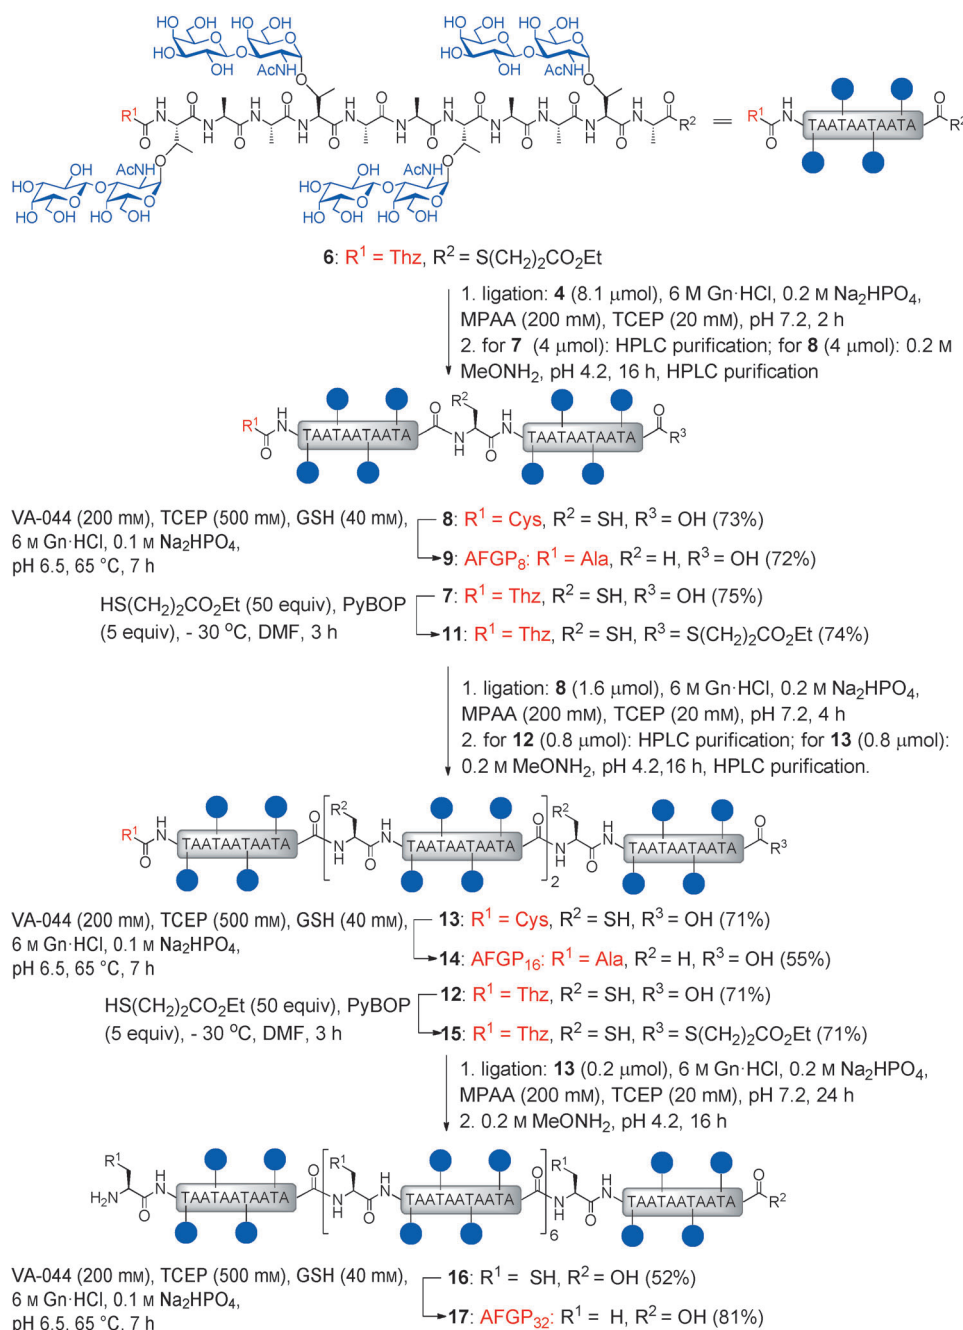 HO OH HO OH
HO O O O
OH AcHN O
HO OH HO OH
HO O O O
OH AcHN O
R¹ H N O H N O H N O H N O H N O H N O R²
O N H O N H O N H O N H O N H O
= R¹ H N O TAATAATAATA O R²
HO AcNH O
HO O O O
HO OH HO OH
HO AcNH O
HO O O O
HO OH HO OH
6: R¹ = Thz, R² = S(CH₂)₂CO₂Et
1. ligation: 4 (8.1 μmol), 6 M Gn·HCl, 0.2 M Na₂HPO₄,
MPAA (200 mM), TCEP (20 mM), pH 7.2, 2 h
2. for 7 (4 μmol): HPLC purification; for 8 (4 μmol): 0.2 M
MeONH₂, pH 4.2, 16 h, HPLC purification
R¹ O H N TAATAATAATA O N H R² O H N TAATAATAATA O R³
VA-044 (200 mM), TCEP (500 mM), GSH (40 mM),
6 M Gn·HCl, 0.1 M Na₂HPO₄,
pH 6.5, 65 °C, 7 h
8: R¹ = Cys, R² = SH, R³ = OH (73%)
9: AFGP₈: R¹ = Ala, R² = H, R³ = OH (72%)
HS(CH₂)₂CO₂Et (50 equiv), PyBOP
(5 equiv), - 30 °C, DMF, 3 h
7: R¹ = Thz, R² = SH, R³ = OH (75%)
11: R¹ = Thz, R² = SH, R³ = S(CH₂)₂CO₂Et (74%)
1. ligation: 8 (1.6 μmol), 6 M Gn·HCl, 0.2 M Na₂HPO₄,
MPAA (200 mM), TCEP (20 mM), pH 7.2, 4 h
2. for 12 (0.8 μmol): HPLC purification; for 13 (0.8 μmol):
0.2 M MeONH₂, pH 4.2,16 h, HPLC purification.
R¹ O H N TAATAATAATA O N H R² O H N TAATAATAATA O 2 N H R² O H N TAATAATAATA O R³
VA-044 (200 mM), TCEP (500 mM), GSH (40 mM),
6 M Gn·HCl, 0.1 M Na₂HPO₄,
pH 6.5, 65 °C, 7 h
13: R¹ = Cys, R² = SH, R³ = OH (71%)
14: AFGP₁₆: R¹ = Ala, R² = H, R³ = OH (55%)
HS(CH₂)₂CO₂Et (50 equiv), PyBOP
(5 equiv), - 30 °C, DMF, 3 h
12: R¹ = Thz, R² = SH, R³ = OH (71%)
15: R¹ = Thz, R² = SH, R³ = S(CH₂)₂CO₂Et (71%)
1. ligation: 13 (0.2 μmol), 6 M Gn·HCl, 0.2 M Na₂HPO₄,
MPAA (200 mM), TCEP (20 mM), pH 7.2, 24 h
2. 0.2 M MeONH₂, pH 4.2, 16 h
R¹ H₂N O H N TAATAATAATA O N H R¹ O H N TAATAATAATA O 6 N H R¹ O H N TAATAATAATA O R²
VA-044 (200 mM), TCEP (500 mM), GSH (40 mM),
6 M Gn·HCl, 0.1 M Na₂HPO₄,
pH 6.5, 65 °C, 7 h
16: R¹ = SH, R² = OH (52%)
17: AFGP₃₂: R¹ = H, R² = OH (81%)